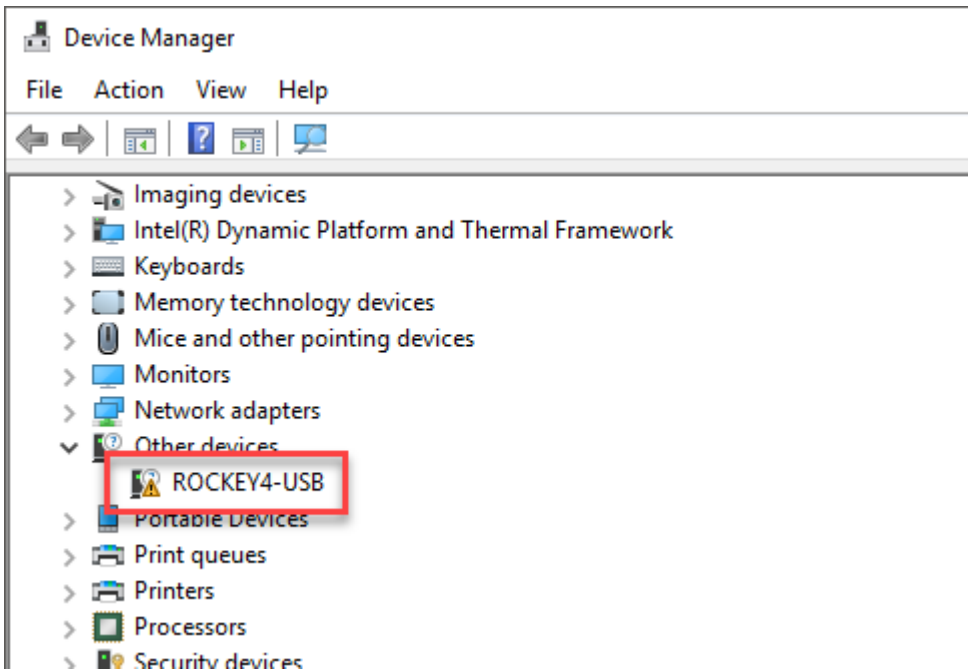 Device Manager
File Action View Help
Imaging devices
Intel(R) Dynamic Platform and Thermal Framework
Keyboards
Memory technology devices
Mice and other pointing devices
Monitors
Network adapters
Other devices
ROCKEY4-USB
Portable Devices
Print queues
Printers
Processors
Security devices